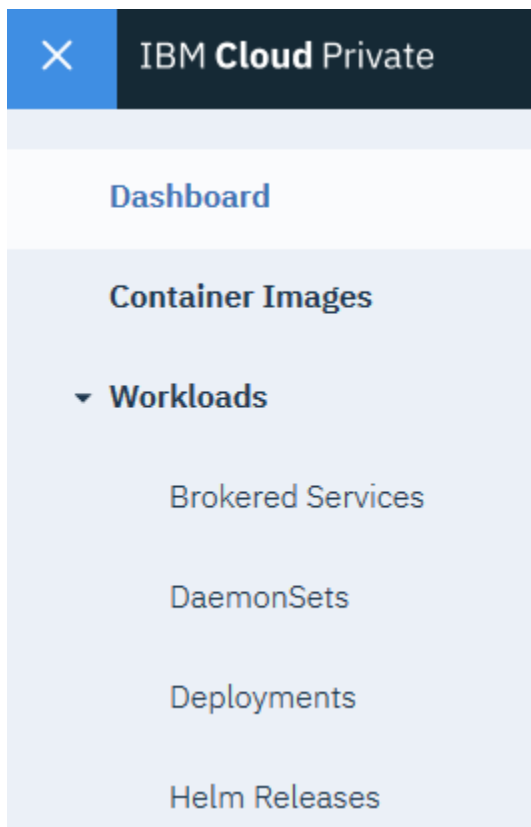 IBM Cloud Private
Dashboard
Container Images
Workloads
Brokered Services
DaemonSets
Deployments
Helm Releases